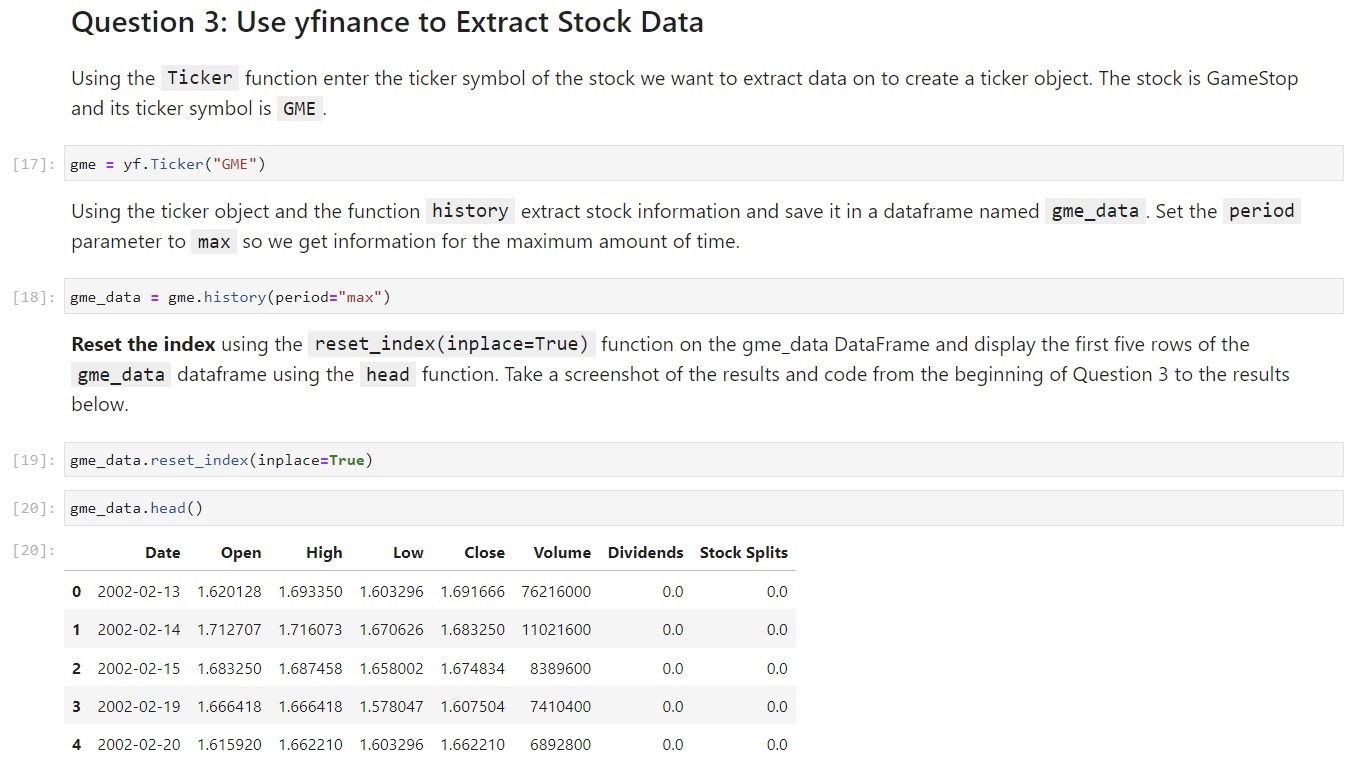 Question 3: Use yfinance to Extract Stock Data
Using the Ticker function enter the ticker symbol of the stock we want to extract data on to create a ticker object. The stock is GameStop
and its ticker symbol is GME .
[17]: gme = yf.Ticker("GME")
Using the ticker object and the function history extract stock information and save it in a dataframe named gme_data . Set the period
parameter to max so we get information for the maximum amount of time.
[18]: gme_data = gme.history(period="max")
Reset the index using the reset_index(inplace=True) function on the gme_data DataFrame and display the first five rows of the
gme_data dataframe using the head function. Take a screenshot of the results and code from the beginning of Question 3 to the results
below.
[19]: gme_data.reset_index(inplace=True)
[20]: gme_data.head()
[20]: Date Open High Low Close Volume Dividends Stock Splits
0 2002-02-13 1.620128 1.693350 1.603296 1.691666 76216000 0.0 0.0
1 2002-02-14 1.712707 1.716073 1.670626 1.683250 11021600 0.0 0.0
2 2002-02-15 1.683250 1.687458 1.658002 1.674834 8389600 0.0 0.0
3 2002-02-19 1.666418 1.666418 1.578047 1.607504 7410400 0.0 0.0
4 2002-02-20 1.615920 1.662210 1.603296 1.662210 6892800 0.0 0.0